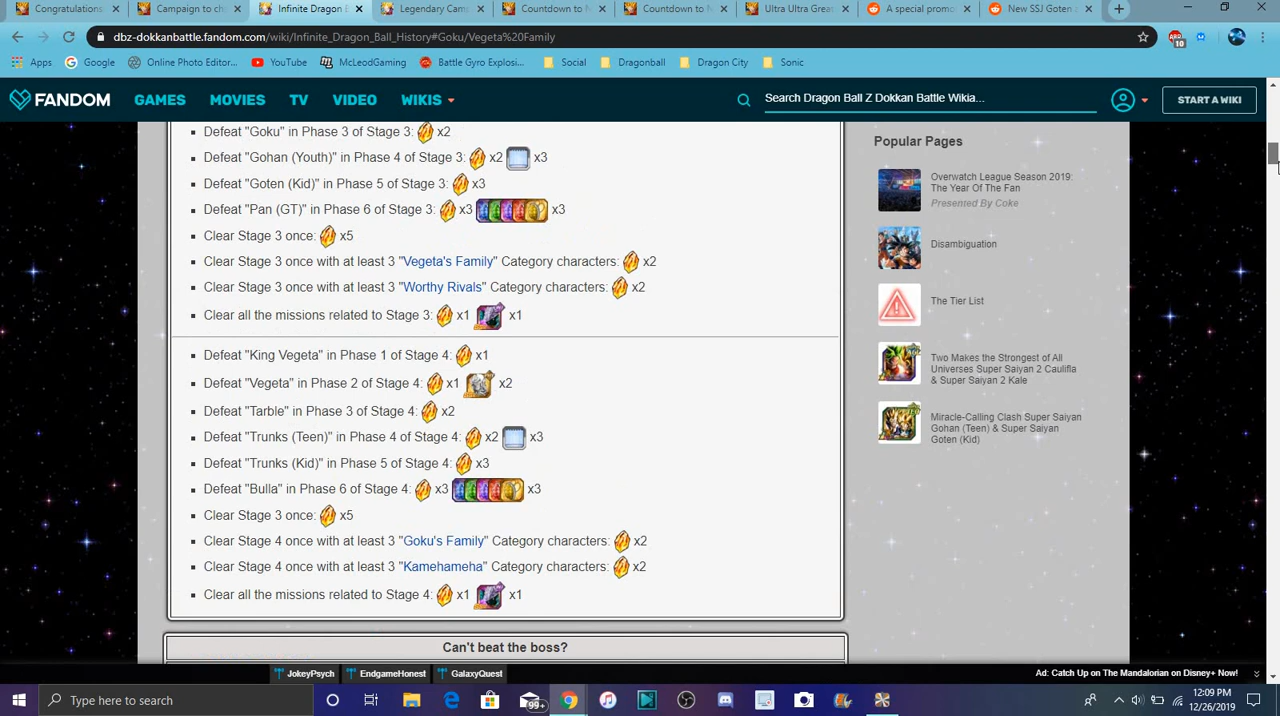 Congratulations
Campaign to ch
Infinite Dragon B
Legendary Cam
Countdown to N
Countdown to N
Ultra Ultra Great
A special promo
New SSJ Goten a
dbz-dokkanbattle.fandom.com/wiki/Infinite_Dragon_Ball_History#Goku/Vegeta%20Family
10
Apps Google Online Photo Editor... YouTube McLeodGaming Battle Gyro Explosi... Social Dragonball Dragon City Sonic
FANDOM GAMES MOVIES TV VIDEO WIKIS Search Dragon Ball Z Dokkan Battle Wikia... START A WIKI
Defeat "Goku" in Phase 3 of Stage 3: x2
Defeat "Gohan (Youth)" in Phase 4 of Stage 3: x2 x3
Defeat "Goten (Kid)" in Phase 5 of Stage 3: x3
Defeat "Pan (GT)" in Phase 6 of Stage 3: x3 x3
Clear Stage 3 once: x5
Clear Stage 3 once with at least 3 "Vegeta's Family" Category characters: x2
Clear Stage 3 once with at least 3 "Worthy Rivals" Category characters: x2
Clear all the missions related to Stage 3: x1 x1
Defeat "King Vegeta" in Phase 1 of Stage 4: x1
Defeat "Vegeta" in Phase 2 of Stage 4: x1 x2
Defeat "Tarble" in Phase 3 of Stage 4: x2
Defeat "Trunks (Teen)" in Phase 4 of Stage 4: x2 x3
Defeat "Trunks (Kid)" in Phase 5 of Stage 4: x3
Defeat "Bulla" in Phase 6 of Stage 4: x3 x3
Clear Stage 3 once: x5
Clear Stage 4 once with at least 3 "Goku's Family" Category characters: x2
Clear Stage 4 once with at least 3 "Kamehameha" Category characters: x2
Clear all the missions related to Stage 4: x1 x1
Can't beat the boss?
Popular Pages
Overwatch League Season 2019:
The Year Of The Fan
Presented By Coke
Disambiguation
The Tier List
Two Makes the Strongest of All
Universes Super Saiyan 2 Caulifla
& Super Saiyan 2 Kale
Miracle-Calling Clash Super Saiyan
Gohan (Teen) & Super Saiyan
Goten (Kid)
JokeyPsych EndgameHonest GalaxyQuest Ad: Catch Up on The Mandalorian on Disney+ Now!
Type here to search
99+
12:09 PM
12/26/2019